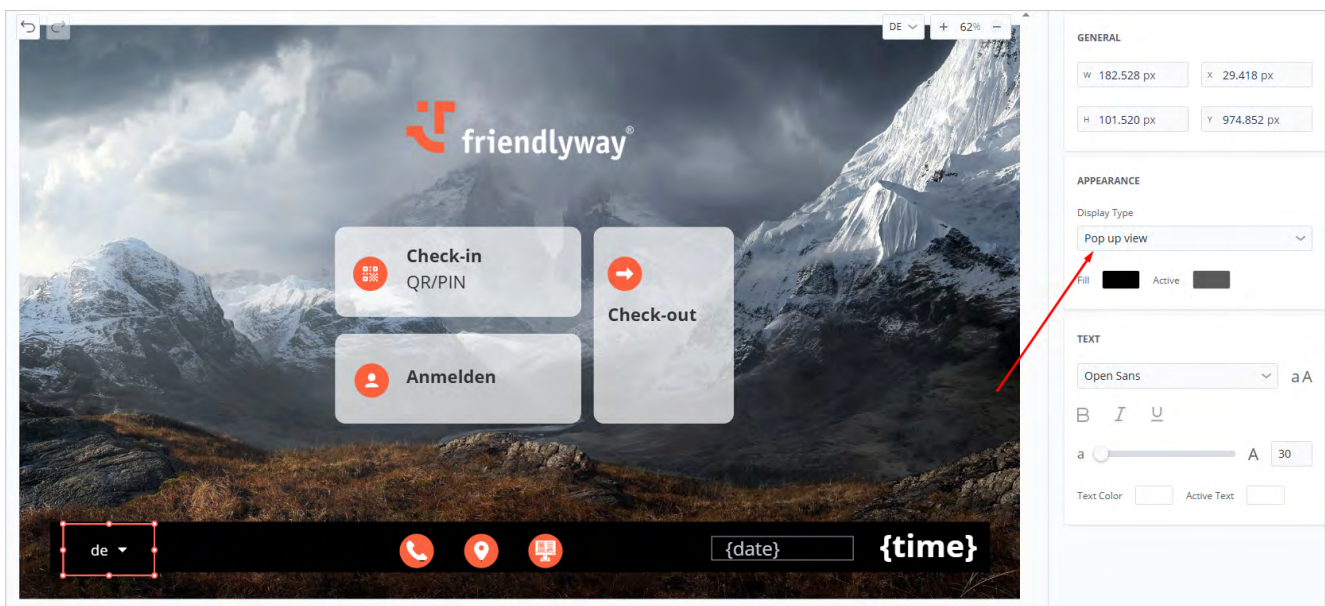 DE
+ 62% −
friendlyway®
Check-in
QR/PIN
Check-out
Anmelden
de
{date}
{time}
GENERAL
W 182.528 px
X 29.418 px
H 101.520 px
Y 974.852 px
APPEARANCE
Display Type
Pop up view
Fill
Active
TEXT
Open Sans
a A
B I U
a
A
30
Text Color
Active Text